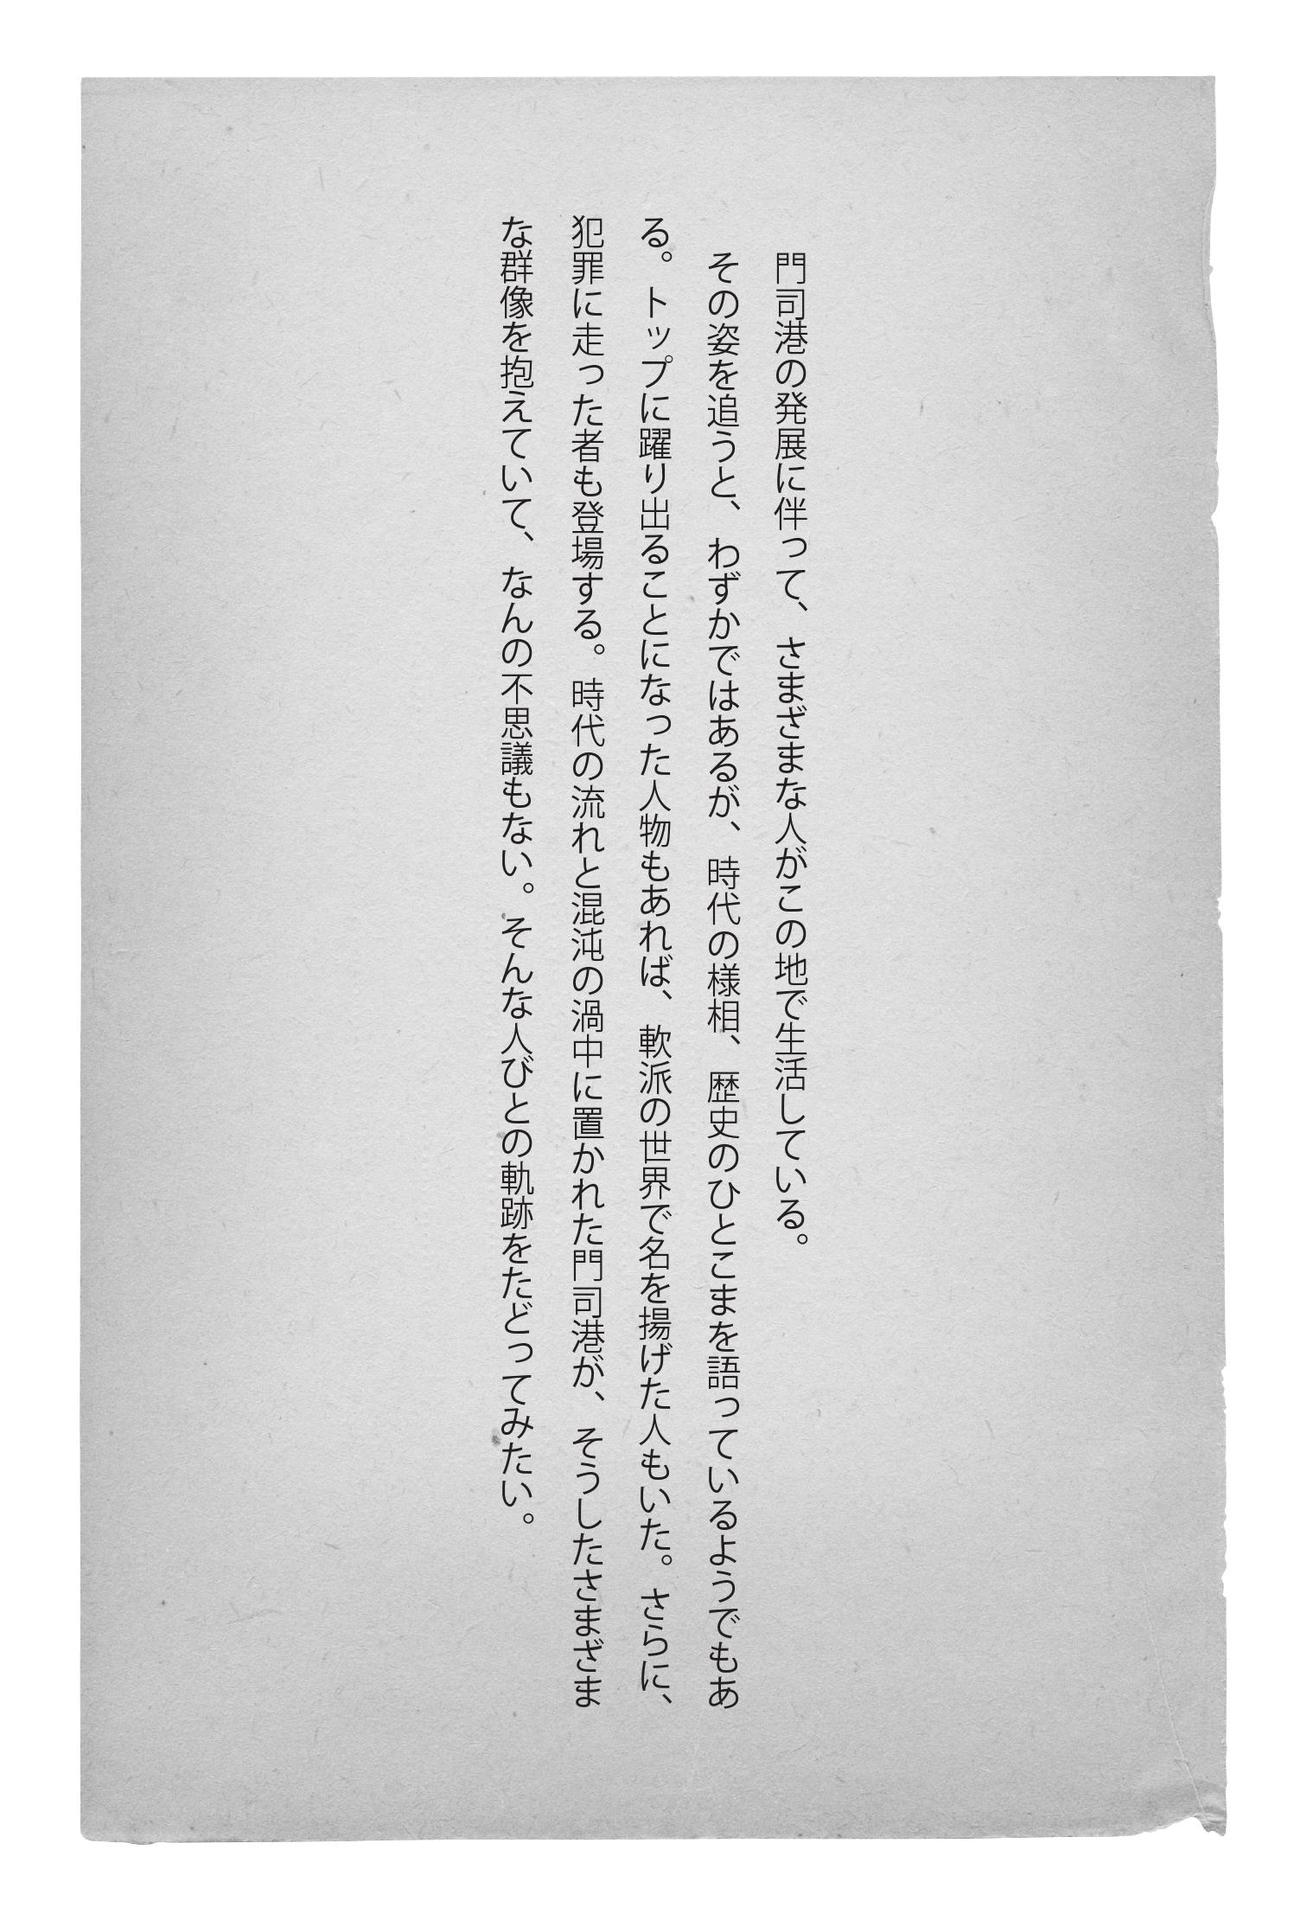 門司港の発展に伴って、さまざまな人がこの地で生活している。
　その姿を追うと、わずかではあるが、時代の様相、歴史のひとこまを語っているようでもあ
る。トップに躍り出ることになった人物もあれば、軟派の世界で名を揚げた人もいた。さらに、
犯罪に走った者も登場する。時代の流れと混沌の渦中に置かれた門司港が、そうしたさまざま
な群像を抱えていて、なんの不思議もない。そんな人びとの軌跡をたどってみたい。